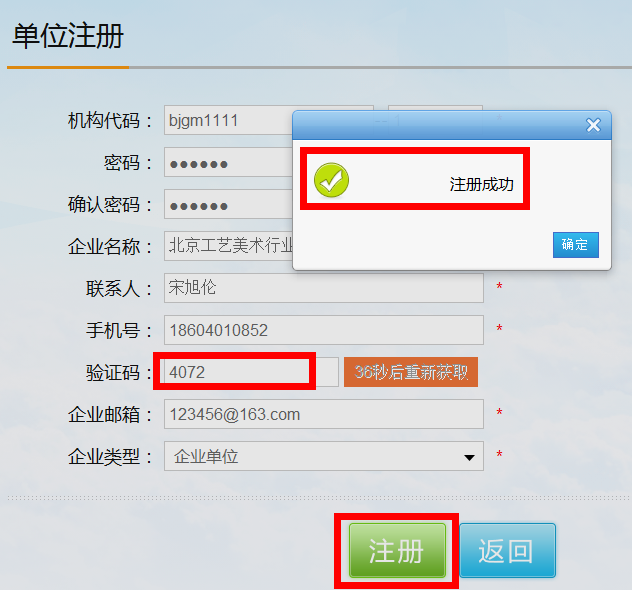 单位注册
机构代码： bjgm1111
密码： ●●●●●●
注册成功
确认密码： ●●●●●●
企业名称： 北京工艺美术行业
确定
联系人： 宋旭伦 *
手机号： 18604010852 *
验证码： 4072 36秒后重新获取
企业邮箱： 123456@163.com *
企业类型： 企业单位 *
注册 返回